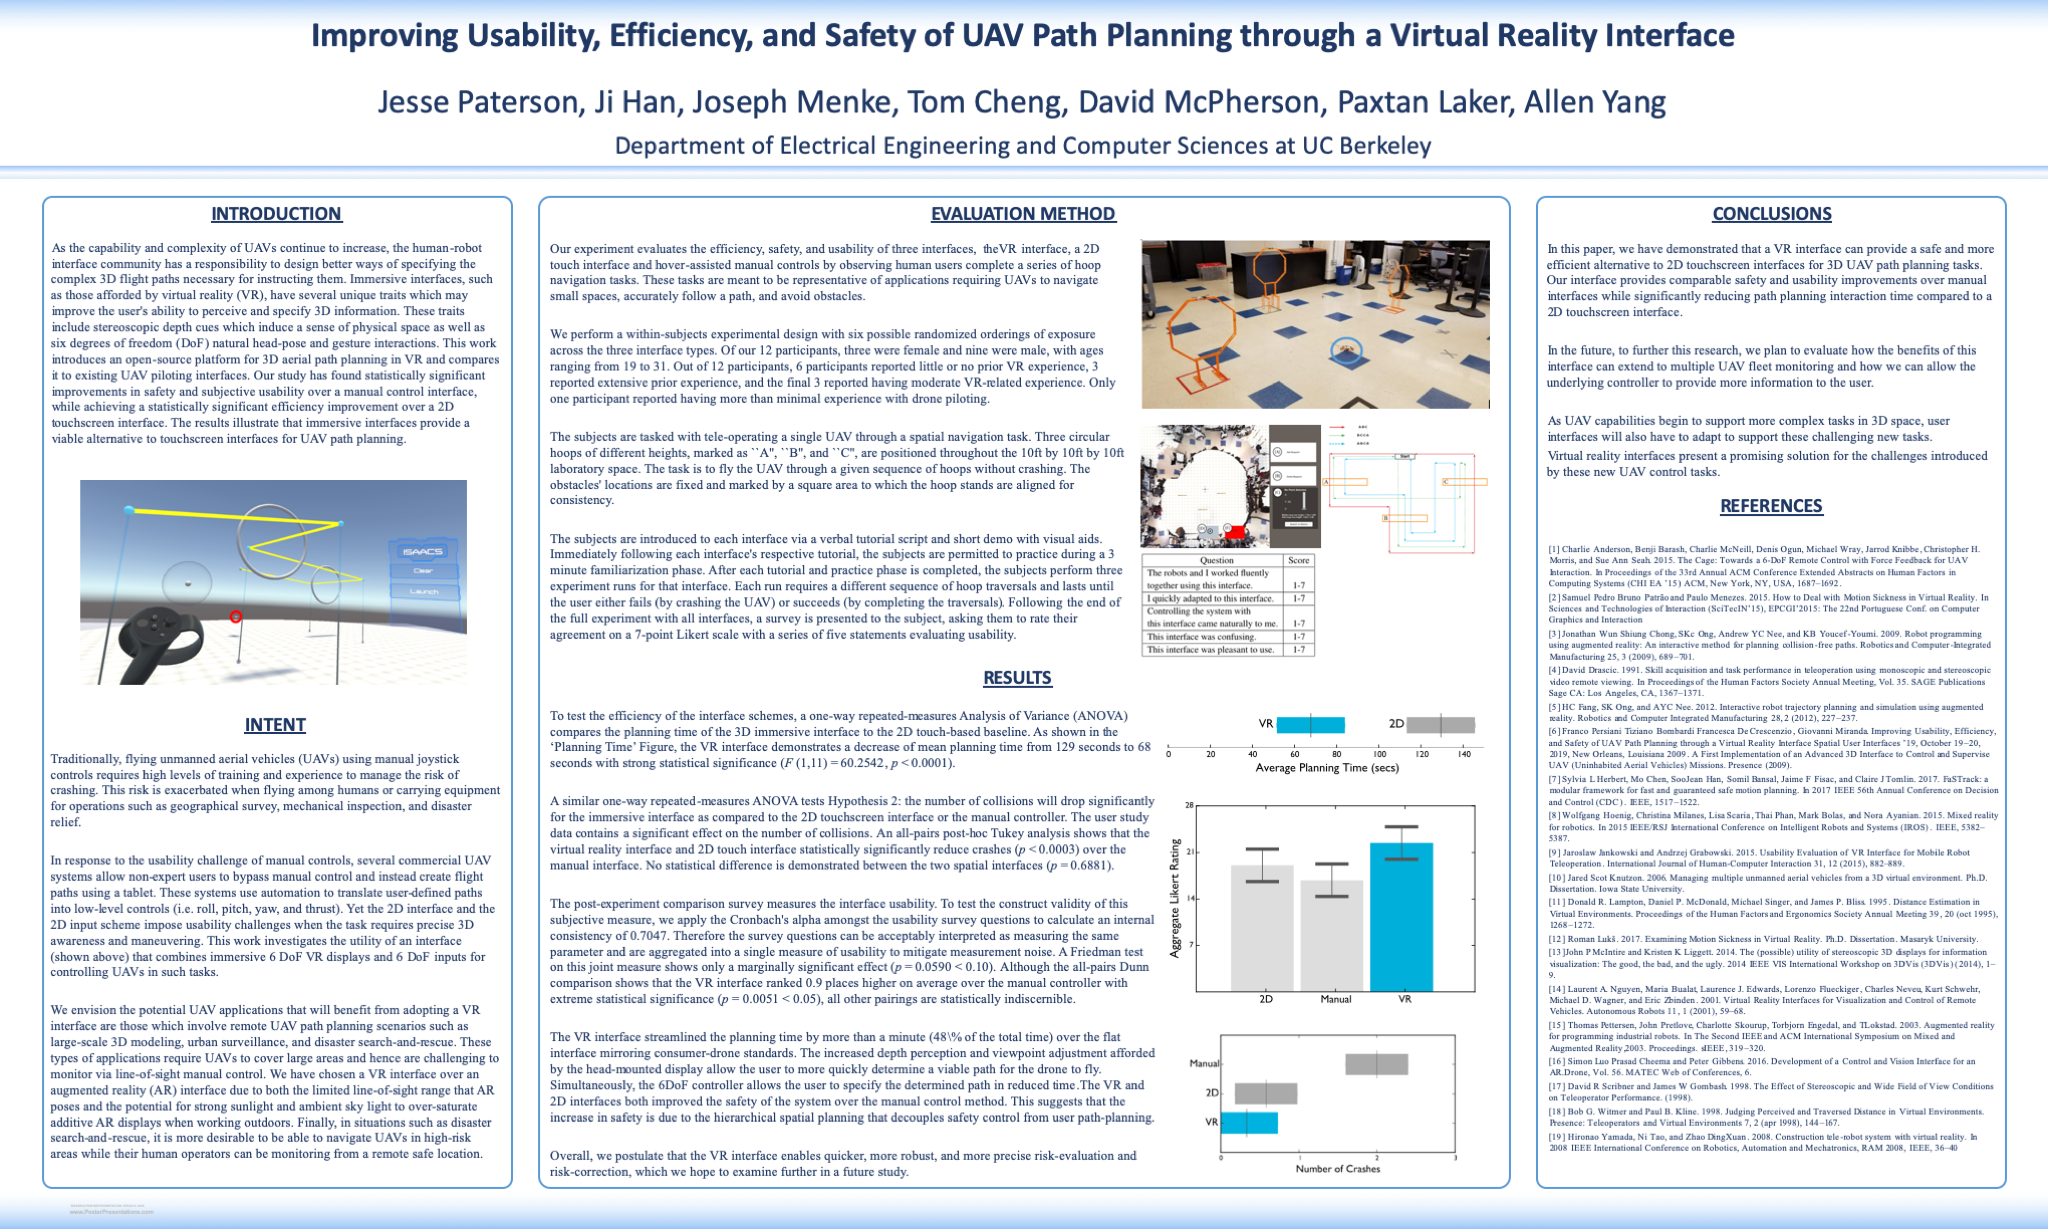 Improving Usability, Efficiency, and Safety of UAV Path Planning through a Virtual Reality Interface
Jesse Paterson, Ji Han, Joseph Menke, Tom Cheng, David McPherson, Paxtan Laker, Allen Yang
Department of Electrical Engineering and Computer Sciences at UC Berkeley
INTRODUCTION
As the capability and complexity of UAVs continue to increase, the human-robot
interface community has a responsibility to design better ways of specifying the
complex 3D flight paths necessary for instructing them. Immersive interfaces, such
as those afforded by virtual reality (VR), have several unique traits which may
improve the user's ability to perceive and specify 3D information. These traits
include stereoscopic depth cues which induce a sense of physical space as well as
six degrees of freedom (DoF) natural head-pose and gesture interactions. This work
introduces an open-source platform for 3D aerial path planning in VR and compares
it to existing UAV piloting interfaces. Our study has found statistically significant
improvements in safety and subjective usability over a manual control interface,
while achieving a statistically significant efficiency improvement over a 2D
touchscreen interface. The results illustrate that immersive interfaces provide a
viable alternative to touchscreen interfaces for UAV path planning.
ISAACS
Clear
Launch
INTENT
Traditionally, flying unmanned aerial vehicles (UAVs) using manual joystick
controls requires high levels of training and experience to manage the risk of
crashing. This risk is exacerbated when flying among humans or carrying equipment
for operations such as geographical survey, mechanical inspection, and disaster
relief.
In response to the usability challenge of manual controls, several commercial UAV
systems allow non-expert users to bypass manual control and instead create flight
paths using a tablet. These systems use automation to translate user-defined paths
into low-level controls (i.e. roll, pitch, yaw, and thrust). Yet the 2D interface and the
2D input scheme impose usability challenges when the task requires precise 3D
awareness and maneuvering. This work investigates the utility of an interface
(shown above) that combines immersive 6 DoF VR displays and 6 DoF inputs for
controlling UAVs in such tasks.
We envision the potential UAV applications that will benefit from adopting a VR
interface are those which involve remote UAV path planning scenarios such as
large-scale 3D modeling, urban surveillance, and disaster search-and-rescue. These
types of applications require UAVs to cover large areas and hence are challenging to
monitor via line-of-sight manual control. We have chosen a VR interface over an
augmented reality (AR) interface due to both the limited line-of-sight range that AR
poses and the potential for strong sunlight and ambient sky light to over-saturate
additive AR displays when working outdoors. Finally, in situations such as disaster
search-and-rescue, it is more desirable to be able to navigate UAVs in high-risk
areas while their human operators can be monitoring from a remote safe location.
EVALUATION METHOD
Our experiment evaluates the efficiency, safety, and usability of three interfaces, theVR interface, a 2D
touch interface and hover-assisted manual controls by observing human users complete a series of hoop
navigation tasks. These tasks are meant to be representative of applications requiring UAVs to navigate
small spaces, accurately follow a path, and avoid obstacles.
We perform a within-subjects experimental design with six possible randomized orderings of exposure
across the three interface types. Of our 12 participants, three were female and nine were male, with ages
ranging from 19 to 31. Out of 12 participants, 6 participants reported little or no prior VR experience, 3
reported extensive prior experience, and the final 3 reported having moderate VR-related experience. Only
one participant reported having more than minimal experience with drone piloting.
The subjects are tasked with tele-operating a single UAV through a spatial navigation task. Three circular
hoops of different heights, marked as ``A", ``B", and ``C", are positioned throughout the 10ft by 10ft by 10ft
laboratory space. The task is to fly the UAV through a given sequence of hoops without crashing. The
obstacles' locations are fixed and marked by a square area to which the hoop stands are aligned for
consistency.
The subjects are introduced to each interface via a verbal tutorial script and short demo with visual aids.
Immediately following each interface's respective tutorial, the subjects are permitted to practice during a 3
minute familiarization phase. After each tutorial and practice phase is completed, the subjects perform three
experiment runs for that interface. Each run requires a different sequence of hoop traversals and lasts until
the user either fails (by crashing the UAV) or succeeds (by completing the traversals). Following the end of
the full experiment with all interfaces, a survey is presented to the subject, asking them to rate their
agreement on a 7-point Likert scale with a series of five statements evaluating usability.
Start
A
C
B
Question Score
The robots and I worked fluently
together using this interface. 1-7
I quickly adapted to this interface. 1-7
Controlling the system with
this interface came naturally to me. 1-7
This interface was confusing. 1-7
This interface was pleasant to use. 1-7
RESULTS
To test the efficiency of the interface schemes, a one-way repeated-measures Analysis of Variance (ANOVA)
compares the planning time of the 3D immersive interface to the 2D touch-based baseline. As shown in the
‘Planning Time’ Figure, the VR interface demonstrates a decrease of mean planning time from 129 seconds to 68
seconds with strong statistical significance (F (1,11) = 60.2542, p < 0.0001).
A similar one-way repeated-measures ANOVA tests Hypothesis 2: the number of collisions will drop significantly
for the immersive interface as compared to the 2D touchscreen interface or the manual controller. The user study
data contains a significant effect on the number of collisions. An all-pairs post-hoc Tukey analysis shows that the
virtual reality interface and 2D touch interface statistically significantly reduce crashes (p < 0.0003) over the
manual interface. No statistical difference is demonstrated between the two spatial interfaces (p = 0.6881).
The post-experiment comparison survey measures the interface usability. To test the construct validity of this
subjective measure, we apply the Cronbach's alpha amongst the usability survey questions to calculate an internal
consistency of 0.7047. Therefore the survey questions can be acceptably interpreted as measuring the same
parameter and are aggregated into a single measure of usability to mitigate measurement noise. A Friedman test
on this joint measure shows only a marginally significant effect (p = 0.0590 < 0.10). Although the all-pairs Dunn
comparison shows that the VR interface ranked 0.9 places higher on average over the manual controller with
extreme statistical significance (p = 0.0051 < 0.05), all other pairings are statistically indiscernible.
The VR interface streamlined the planning time by more than a minute (48\% of the total time) over the flat
interface mirroring consumer-drone standards. The increased depth perception and viewpoint adjustment afforded
by the head-mounted display allow the user to more quickly determine a viable path for the drone to fly.
Simultaneously, the 6DoF controller allows the user to specify the determined path in reduced time.The VR and
2D interfaces both improved the safety of the system over the manual control method. This suggests that the
increase in safety is due to the hierarchical spatial planning that decouples safety control from user path-planning.
Overall, we postulate that the VR interface enables quicker, more robust, and more precise risk-evaluation and
risk-correction, which we hope to examine further in a future study.
VR 2D
0 20 40 60 80 100 120 140
Average Planning Time (secs)
Aggregate Likert Rating
28
21
14
7
2D Manual VR
Manual
2D
VR
0 1 2 3
Number of Crashes
CONCLUSIONS
In this paper, we have demonstrated that a VR interface can provide a safe and more
efficient alternative to 2D touchscreen interfaces for 3D UAV path planning tasks.
Our interface provides comparable safety and usability improvements over manual
interfaces while significantly reducing path planning interaction time compared to a
2D touchscreen interface.
In the future, to further this research, we plan to evaluate how the benefits of this
interface can extend to multiple UAV fleet monitoring and how we can allow the
underlying controller to provide more information to the user.
As UAV capabilities begin to support more complex tasks in 3D space, user
interfaces will also have to adapt to support these challenging new tasks.
Virtual reality interfaces present a promising solution for the challenges introduced
by these new UAV control tasks.
REFERENCES
[1] Charlie Anderson, Benji Barash, Charlie McNeill, Denis Ogun, Michael Wray, Jarrod Knibbe, Christopher H.
Morris, and Sue Ann Seah. 2015. The Cage: Towards a 6-DoF Remote Control with Force Feedback for UAV
Interaction. In Proceedings of the 33rd Annual ACM Conference Extended Abstracts on Human Factors in
Computing Systems (CHI EA '15) ACM, New York, NY, USA, 1687–1692.
[2] Samuel Pedro Bruno Patrão and Paulo Menezes. 2015. How to Deal with Motion Sickness in Virtual Reality. In
Sciences and Technologies of Interaction (SciTecIN'15), EPCGI'2015: The 22nd Portuguese Conf. on Computer
Graphics and Interaction
[3] Jonathan Wun Shiung Chong, SKc Ong, Andrew YC Nee, and KB Youcef-Youmi. 2009. Robot programming
using augmented reality: An interactive method for planning collision-free paths. Robotics and Computer-Integrated
Manufacturing 25, 3 (2009), 689–701.
[4] David Drascic. 1991. Skill acquisition and task performance in teleoperation using monoscopic and stereoscopic
video remote viewing. In Proceedings of the Human Factors Society Annual Meeting, Vol. 35. SAGE Publications
Sage CA: Los Angeles, CA, 1367–1371.
[5] HC Fang, SK Ong, and AYC Nee. 2012. Interactive robot trajectory planning and simulation using augmented
reality. Robotics and Computer Integrated Manufacturing 28, 2 (2012), 227–237.
[6] Franco Persiani Tiziano Bombardi Francesca De Crescenzio, Giovanni Miranda. Improving Usability, Efficiency,
and Safety of UAV Path Planning through a Virtual Reality Interface Spatial User Interfaces '19, October 19–20,
2019, New Orleans, Louisiana 2009. A First Implementation of an Advanced 3D Interface to Control and Supervise
UAV (Uninhabited Aerial Vehicles) Missions. Presence (2009).
[7] Sylvia L Herbert, Mo Chen, SooJean Han, Somil Bansal, Jaime F Fisac, and Claire J Tomlin. 2017. FaSTrack: a
modular framework for fast and guaranteed safe motion planning. In 2017 IEEE 56th Annual Conference on Decision
and Control (CDC). IEEE, 1517–1522.
[8] Wolfgang Hoenig, Christina Milanes, Lisa Scaria, Thai Phan, Mark Bolas, and Nora Ayanian. 2015. Mixed reality
for robotics. In 2015 IEEE/RSJ International Conference on Intelligent Robots and Systems (IROS). IEEE, 5382–
5387.
[9] Jaroslaw Jankowski and Andrzej Grabowski. 2015. Usability Evaluation of VR Interface for Mobile Robot
Teleoperation. International Journal of Human-Computer Interaction 31, 12 (2015), 882-889.
[10] Jared Scot Knutzon. 2006. Managing multiple unmanned aerial vehicles from a 3D virtual environment. Ph.D.
Dissertation. Iowa State University.
[11] Donald R. Lampton, Daniel P. McDonald, Michael Singer, and James P. Bliss. 1995. Distance Estimation in
Virtual Environments. Proceedings of the Human Factors and Ergonomics Society Annual Meeting 39, 20 (oct 1995),
1268–1272.
[12] Roman Lukš. 2017. Examining Motion Sickness in Virtual Reality. Ph.D. Dissertation. Masaryk University.
[13] John P McIntire and Kristen K Liggett. 2014. The (possible) utility of stereoscopic 3D displays for information
visualization: The good, the bad, and the ugly. 2014 IEEE VIS International Workshop on 3DVis (3DVis) (2014), 1–
9.
[14] Laurent A. Nguyen, Maria Bualat, Laurence J. Edwards, Lorenzo Flueckiger, Charles Neveu, Kurt Schwehr,
Michael D. Wagner, and Eric Zbinden. 2001. Virtual Reality Interfaces for Visualization and Control of Remote
Vehicles. Autonomous Robots 11, 1 (2001), 59–68.
[15] Thomas Pettersen, John Pretlove, Charlotte Skourup, Torbjorn Engedal, and TLokstad. 2003. Augmented reality
for programming industrial robots. In The Second IEEE and ACM International Symposium on Mixed and
Augmented Reality 2003. Proceedings. sIEEE, 319–320.
[16] Simon Luo Prasad Cheema and Peter Gibbens. 2016. Development of a Control and Vision Interface for an
AR.Drone, Vol. 56. MATEC Web of Conferences, 6.
[17] David R Scribner and James W Gombash. 1998. The Effect of Stereoscopic and Wide Field of View Conditions
on Teleoperator Performance. (1998).
[18] Bob G. Witmer and Paul B. Kline. 1998. Judging Perceived and Traversed Distance in Virtual Environments.
Presence: Teleoperators and Virtual Environments 7, 2 (apr 1998), 144–167.
[19] Hironao Yamada, Ni Tao, and Zhao DingXuan. 2008. Construction tele-robot system with virtual reality. In
2008 IEEE International Conference on Robotics, Automation and Mechatronics, RAM 2008, IEEE, 36–40
www.PosterPresentations.com